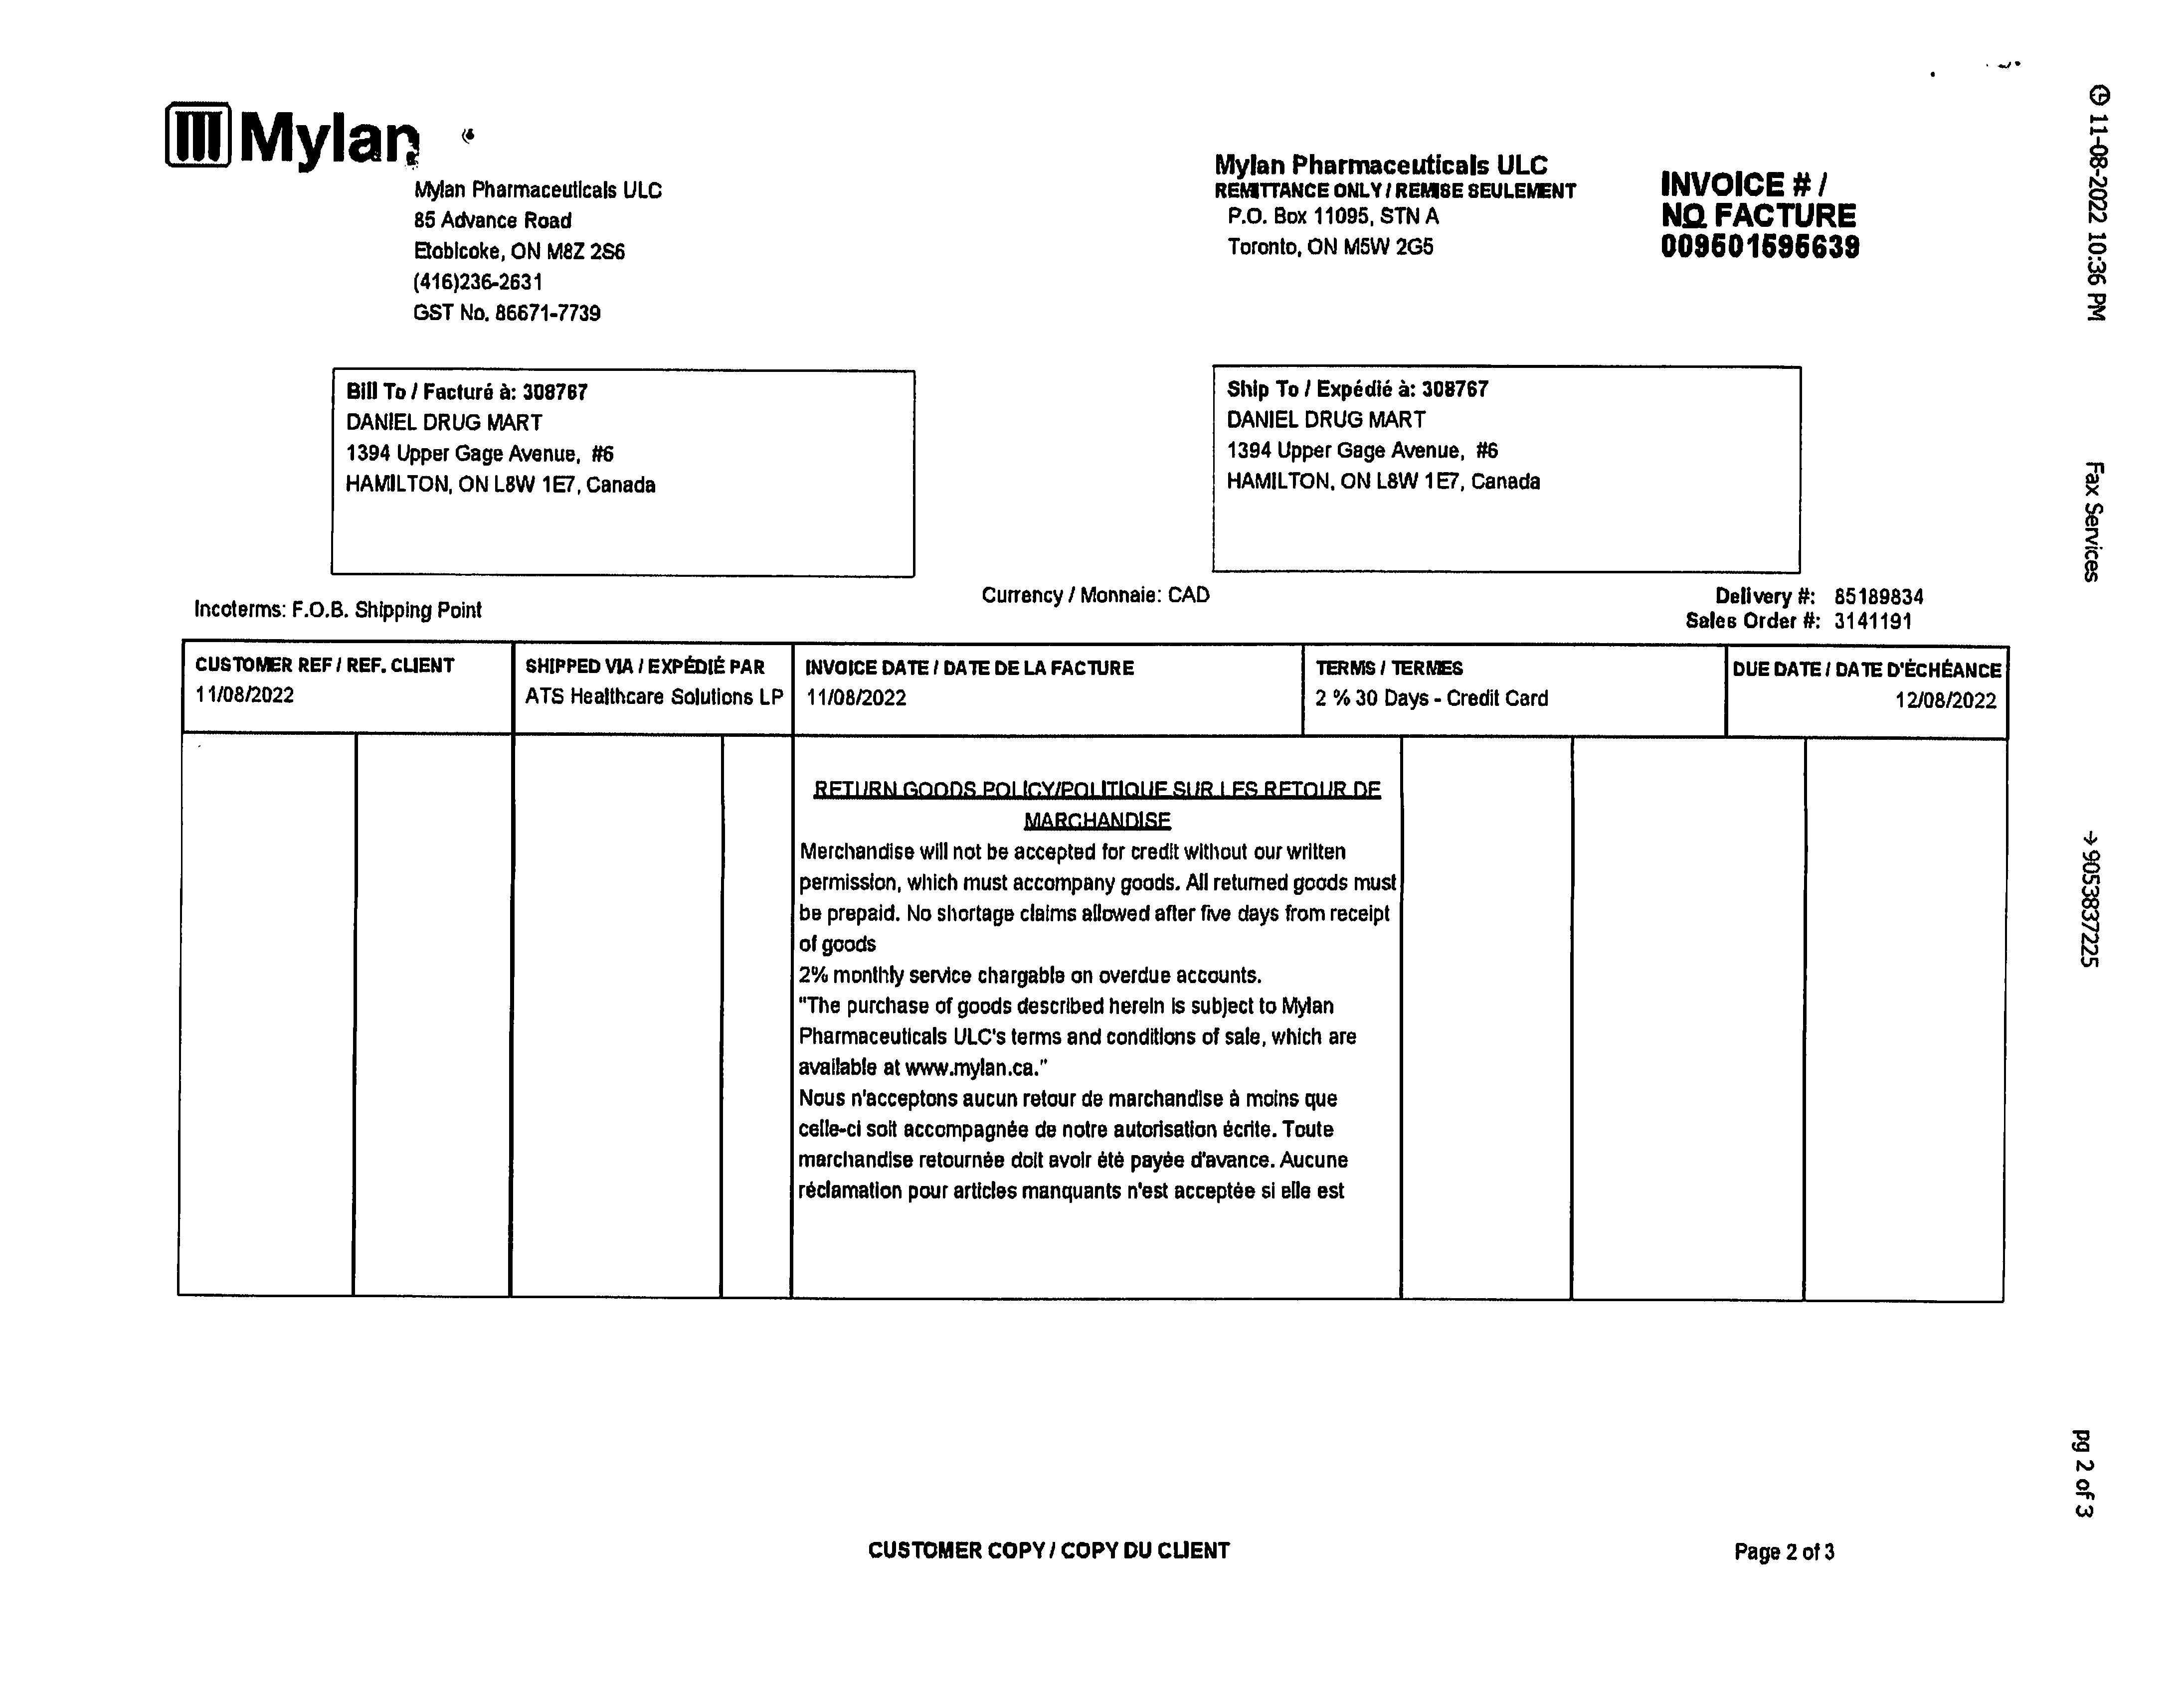 Mylan
Mylan Pharmaceuticals ULC
85 Advance Road
Etobicoke, ON M8Z 2S6
(416)236-2631
GST No. 86671-7739
Mylan Pharmaceuticals ULC
REMITTANCE ONLY / REMISE SEULEMENT
P.O. Box 11095, STN A
Toronto, ON M5W 2G5
INVOICE # /
NO FACTURE
009501595639
Bill To / Facturé à: 308767
DANIEL DRUG MART
1394 Upper Gage Avenue, #6
HAMILTON, ON L8W 1E7, Canada
Ship To / Expédié à: 308767
DANIEL DRUG MART
1394 Upper Gage Avenue, #6
HAMILTON, ON L8W 1E7, Canada
Incoterms: F.O.B. Shipping Point
Currency / Monnaie: CAD
Delivery #: 85189834
Sales Order #: 3141191
CUSTOMER REF / REF. CLIENT
11/08/2022
SHIPPED VIA / EXPÉDIÉ PAR
ATS Healthcare Solutions LP
INVOICE DATE / DATE DE LA FACTURE
11/08/2022
TERMS / TERMES
2 % 30 Days - Credit Card
DUE DATE / DATE D'ÉCHÉANCE
12/08/2022
RETURN GOODS POLICY/POLITIQUE SUR LES RETOUR DE
MARCHANDISE
Merchandise will not be accepted for credit without our written
permission, which must accompany goods. All returned goods must
be prepaid. No shortage claims allowed after five days from receipt
of goods
2% monthly service chargable on overdue accounts.
"The purchase of goods described herein is subject to Mylan
Pharmaceuticals ULC's terms and conditions of sale, which are
available at www.mylan.ca."
Nous n'acceptons aucun retour de marchandise à moins que
celle-ci soit accompagnée de notre autorisation écrite. Toute
marchandise retournée doit avoir été payée d'avance. Aucune
réclamation pour articles manquants n'est acceptée si elle est
CUSTOMER COPY / COPY DU CLIENT
Page 2 of 3
11-08-2022 10:36 PM
Fax Services
→ 9053837225
pg 2 of 3